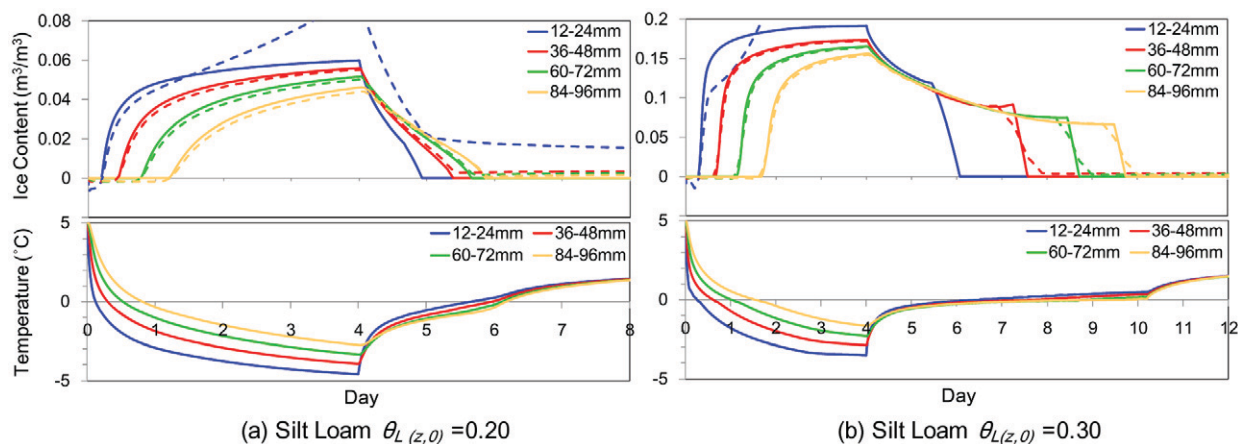 Ice Content (m³/m³)
0.08
0.06
0.04
0.02
0
12-24mm
36-48mm
60-72mm
84-96mm
Temperature (˚C)
5
0
-5
12-24mm 36-48mm
60-72mm 84-96mm
0 1 2 3 4 5 6 7 8
Day
(a) Silt Loam θL (z,0) =0.20
0.2
0.15
0.1
0.05
0
12-24mm
36-48mm
60-72mm
84-96mm
5
0
-5
12-24mm 36-48mm
60-72mm 84-96mm
0 1 2 3 4 5 6 7 8 9 10 11 12
Day
(b) Silt Loam θL(z,0) =0.30